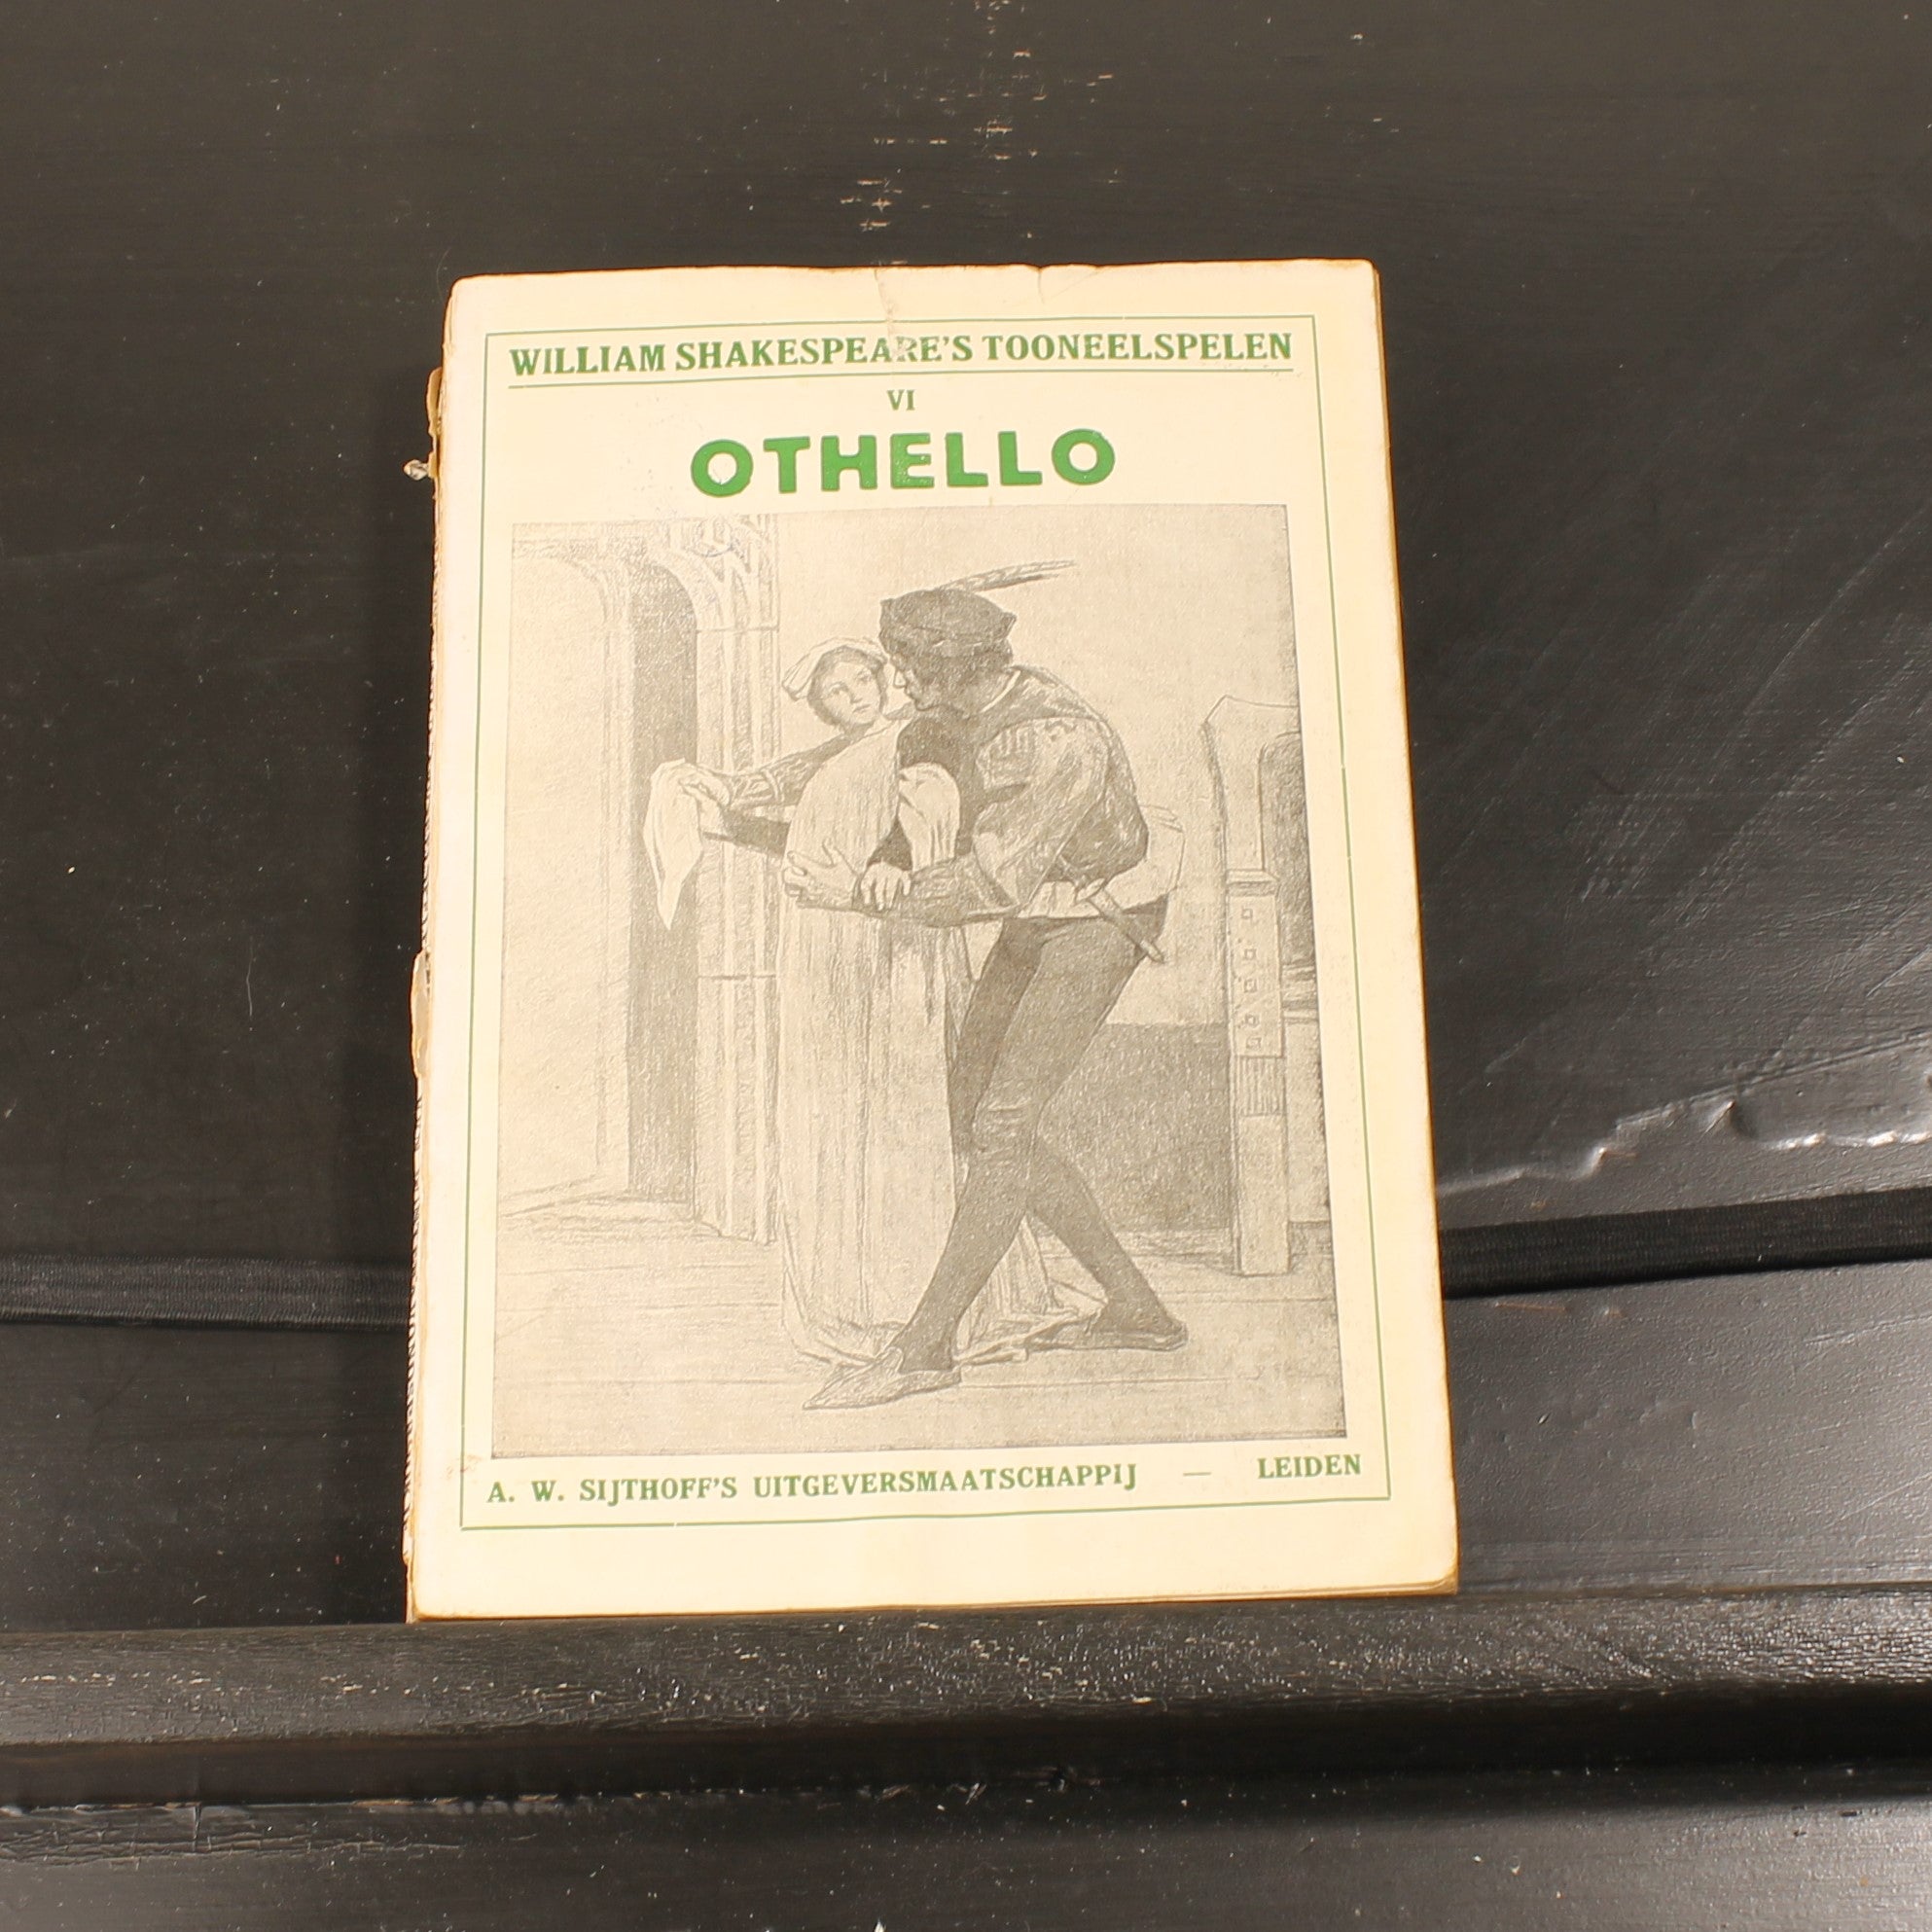 WILLIAM SHAKESPEARE'S TOONEELSPELEN
VI
OTHELLO
A. W. SIJTHOFF'S UITGEVERSMAATSCHAPPIJ — LEIDEN